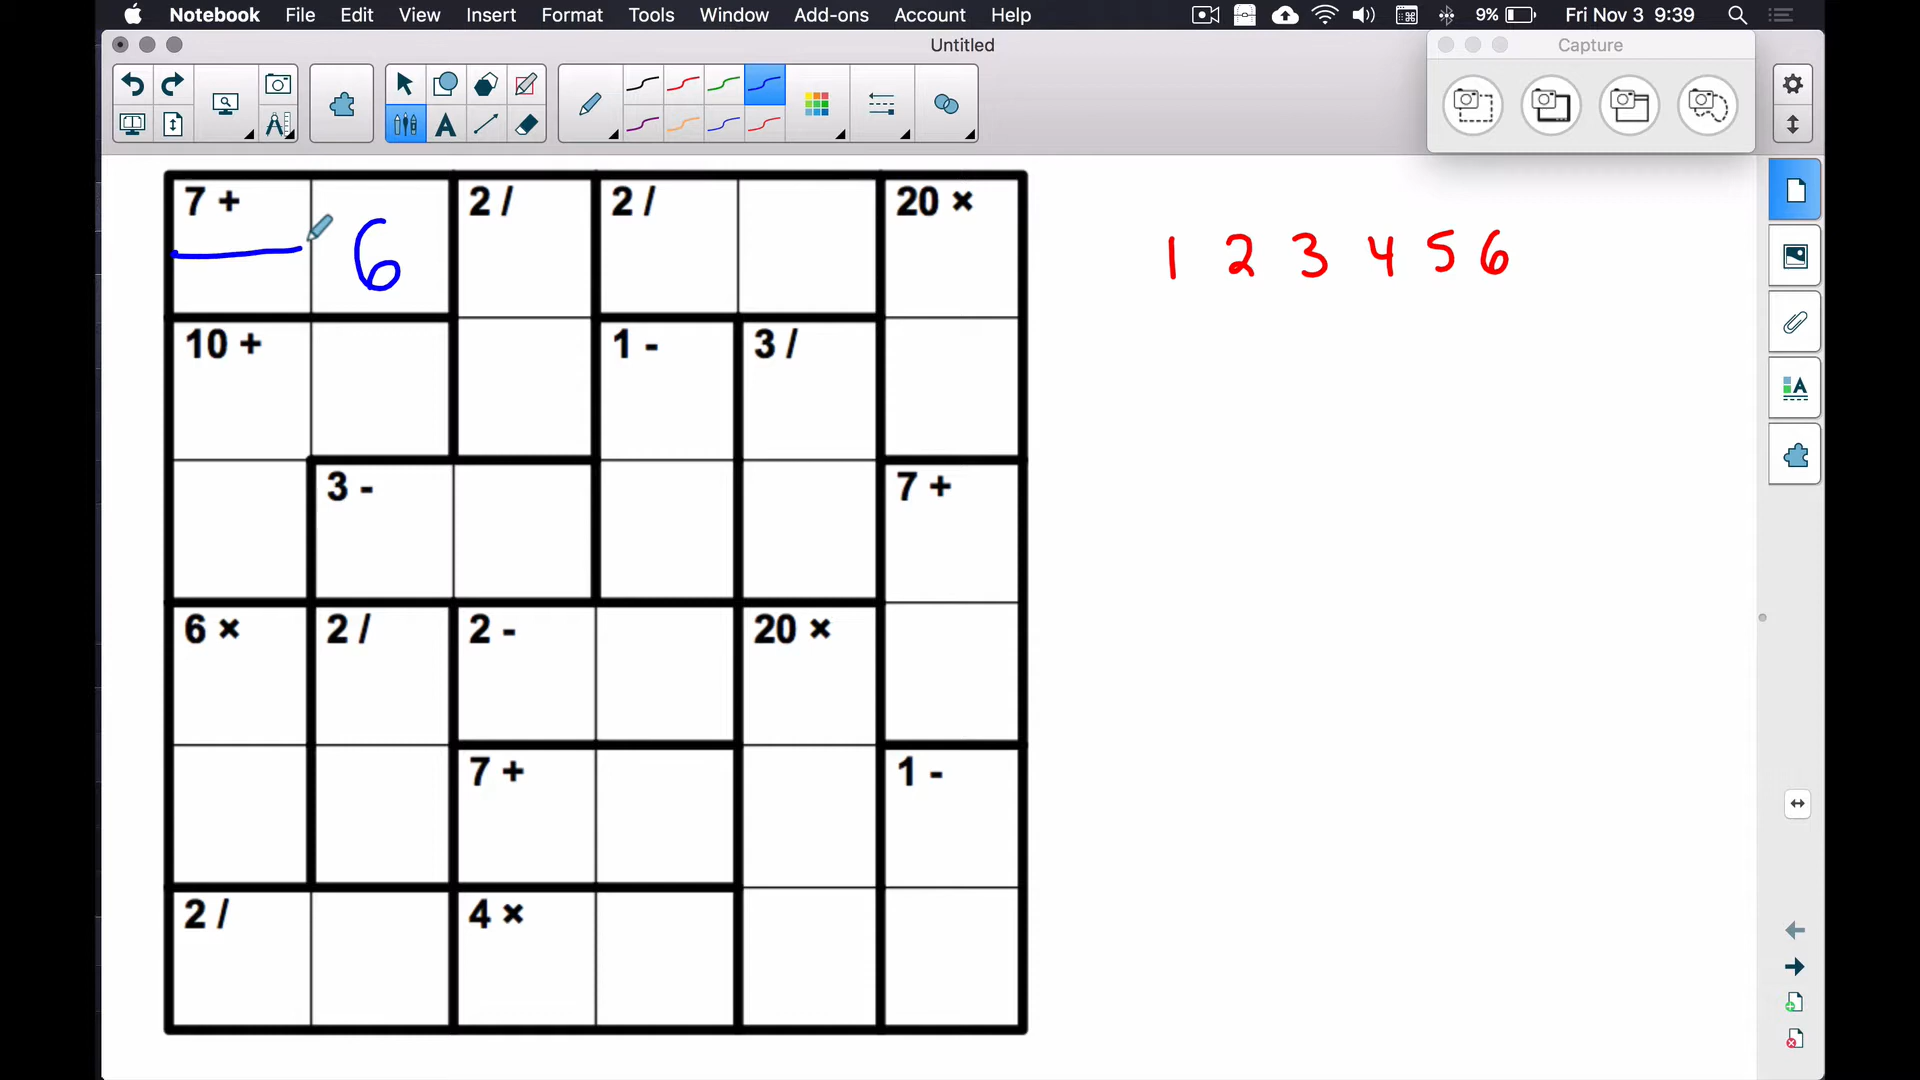 Notebook File Edit View Insert Format Tools Window Add-ons Account Help 9% Fri Nov 3 9:39
Untitled
Capture
A
A
7 + 6 2 / 2 / 20 ×
1 2 3 4 5 6
10 + 1 - 3 /
3 - 7 +
6 × 2 / 2 - 20 ×
7 + 1 -
2 / 4 ×